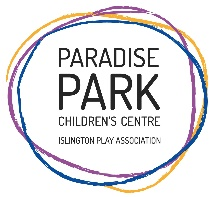 PARADISE
PARK
CHILDREN'S CENTRE
ISLINGTON PLAY ASSOCIATION